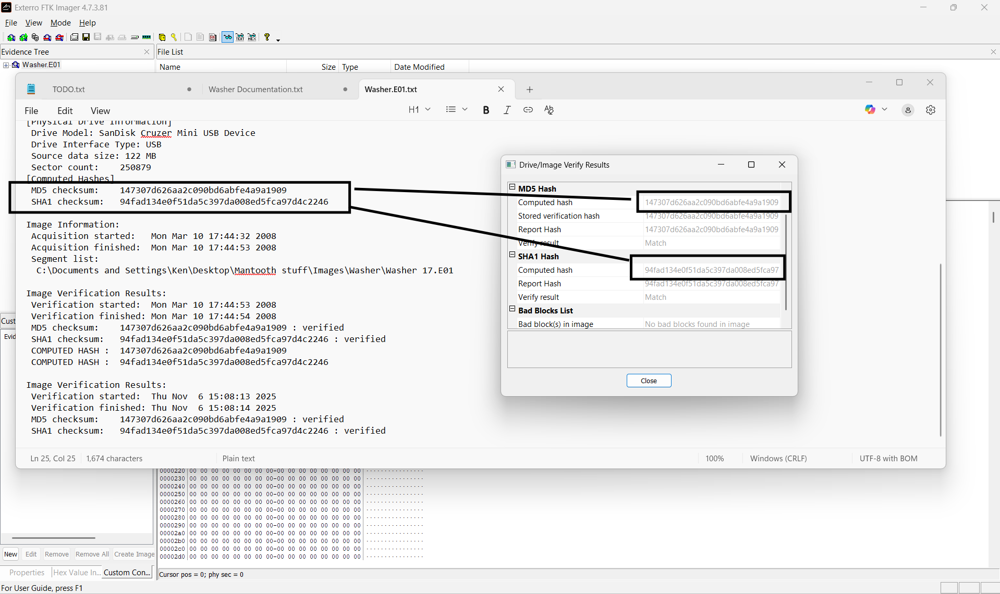 Exterro FTK Imager 4.7.3.81
File View Mode Help
Evidence Tree
File List
Washer.E01
Name Size Type Date Modified
TODO.txt
Washer Documentation.txt
Washer.E01.txt
File Edit View
H1
[Physical Drive Information]
Drive Model: SanDisk Cruzer Mini USB Device
Drive Interface Type: USB
Source data size: 122 MB
Sector count:    250879
[Computed Hashes]
MD5 checksum:    147307d626aa2c090bd6abfe4a9a1909
SHA1 checksum:   94fad134e0f51da5c397da008ed5fca97d4c2246
Image Information:
Acquisition started:   Mon Mar 10 17:44:32 2008
Acquisition finished:  Mon Mar 10 17:44:53 2008
Segment list:
C:\Documents and Settings\Ken\Desktop\Mantooth stuff\Images\Washer\Washer 17.E01
Image Verification Results:
Verification started:  Mon Mar 10 17:44:53 2008
Verification finished: Mon Mar 10 17:44:54 2008
MD5 checksum:    147307d626aa2c090bd6abfe4a9a1909 : verified
SHA1 checksum:   94fad134e0f51da5c397da008ed5fca97d4c2246 : verified
COMPUTED HASH :  147307d626aa2c090bd6abfe4a9a1909
COMPUTED HASH :  94fad134e0f51da5c397da008ed5fca97d4c2246
Image Verification Results:
Verification started:  Thu Nov  6 15:08:13 2025
Verification finished: Thu Nov  6 15:08:14 2025
MD5 checksum:    147307d626aa2c090bd6abfe4a9a1909 : verified
SHA1 checksum:   94fad134e0f51da5c397da008ed5fca97d4c2246 : verified
Ln 25, Col 25
1,674 characters
Plain text
100%
Windows (CRLF)
UTF-8 with BOM
Drive/Image Verify Results
MD5 Hash
Computed hash 147307d626aa2c090bd6abfe4a9a1909
Stored verification hash 147307d626aa2c090bd6abfe4a9a1909
Report Hash 147307d626aa2c090bd6abfe4a9a1909
Verify result Match
SHA1 Hash
Computed hash 94fad134e0f51da5c397da008ed5fca97
Report Hash 94fad134e0f51da5c397da008ed5fca97
Verify result Match
Bad Blocks List
Bad block(s) in image No bad blocks found in image
Close
Cust
Evid
0000220 00 00 00 00 00 00 00 00-00 00 00 00 00 00 00 00 ················
0000230 00 00 00 00 00 00 00 00-00 00 00 00 00 00 00 00 ················
0000240 00 00 00 00 00 00 00 00-00 00 00 00 00 00 00 00 ················
0000250 00 00 00 00 00 00 00 00-00 00 00 00 00 00 00 00 ················
0000260 00 00 00 00 00 00 00 00-00 00 00 00 00 00 00 00 ················
0000270 00 00 00 00 00 00 00 00-00 00 00 00 00 00 00 00 ················
0000280 00 00 00 00 00 00 00 00-00 00 00 00 00 00 00 00 ················
0000290 00 00 00 00 00 00 00 00-00 00 00 00 00 00 00 00 ················
00002a0 00 00 00 00 00 00 00 00-00 00 00 00 00 00 00 00 ················
00002b0 00 00 00 00 00 00 00 00-00 00 00 00 00 00 00 00 ················
00002c0 00 00 00 00 00 00 00 00-00 00 00 00 00 00 00 00 ················
00002d0 00 00 00 00 00 00 00 00-00 00 00 00 00 00 00 00 ················
New Edit Remove Remove All Create Image
Properties Hex Value In... Custom Con...
Cursor pos = 0; phy sec = 0
For User Guide, press F1